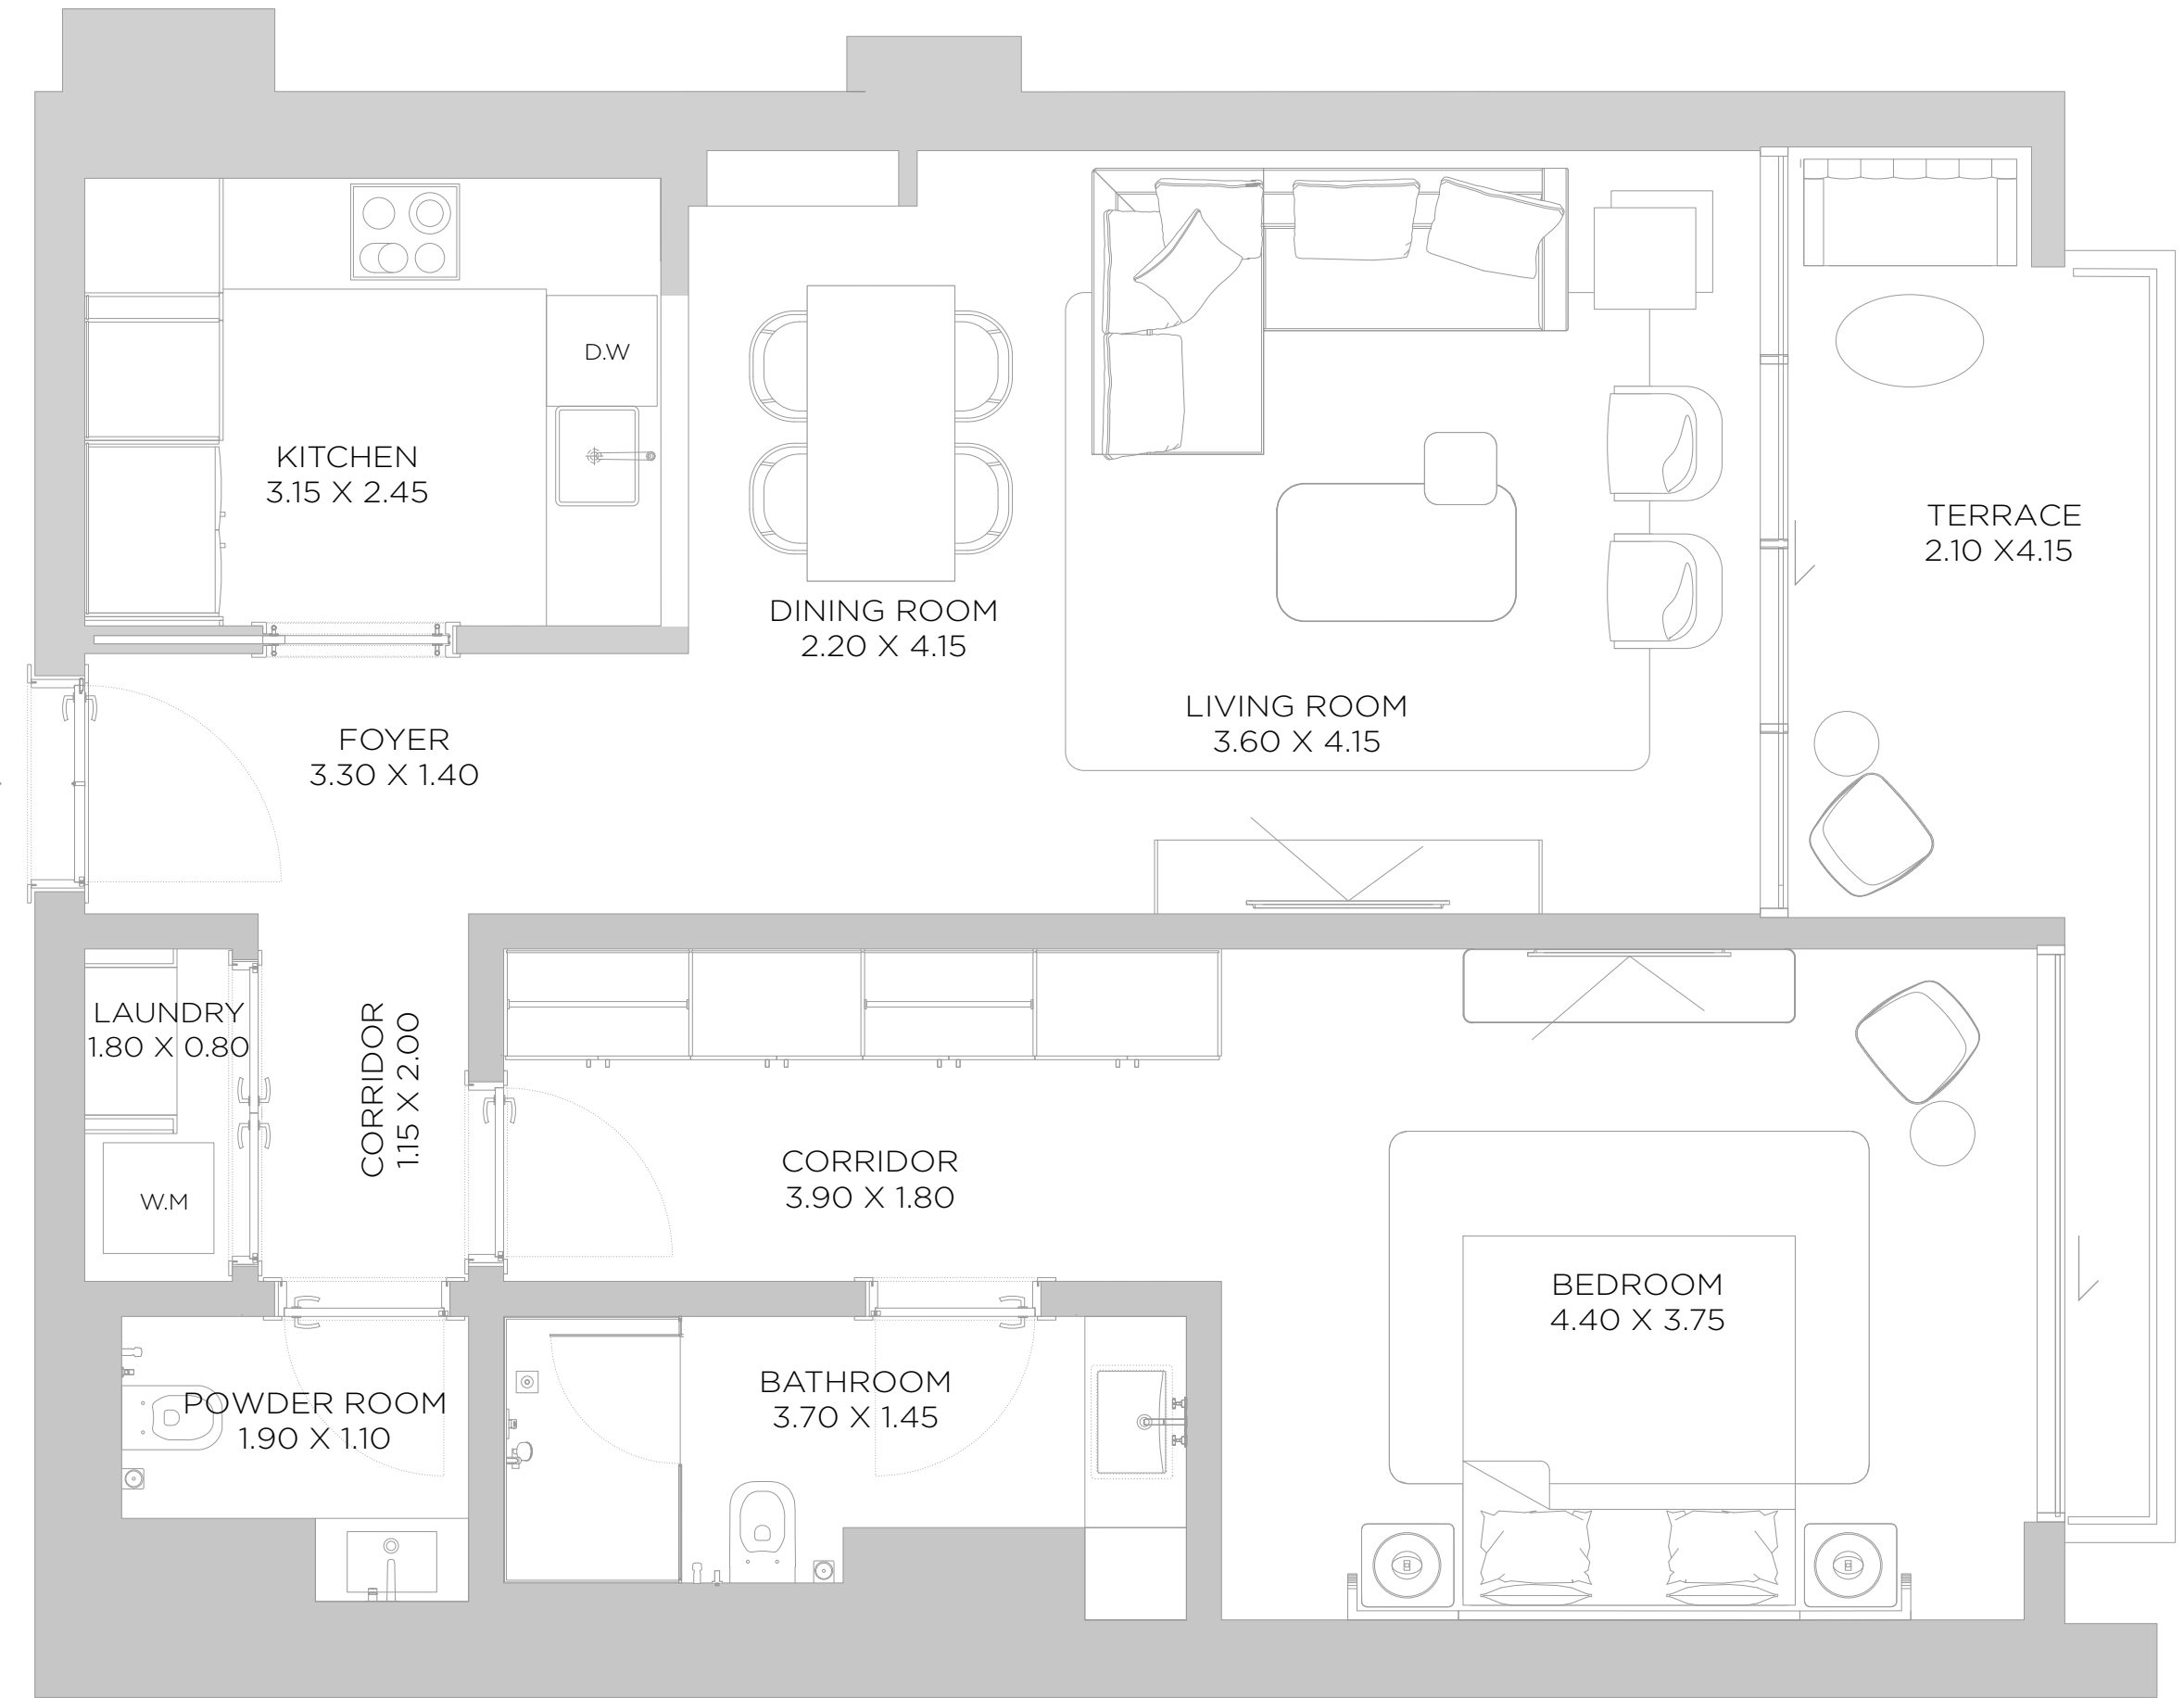 D.W
KITCHEN
3.15 X 2.45
TERRACE
2.10 X4.15
DINING ROOM
2.20 X 4.15
LIVING ROOM
3.60 X 4.15
FOYER
3.30 X 1.40
LAUNDRY
1.80 X 0.80
CORRIDOR
1.15 X 2.00
W.M
CORRIDOR
3.90 X 1.80
BEDROOM
4.40 X 3.75
POWDER ROOM
1.90 X 1.10
BATHROOM
3.70 X 1.45